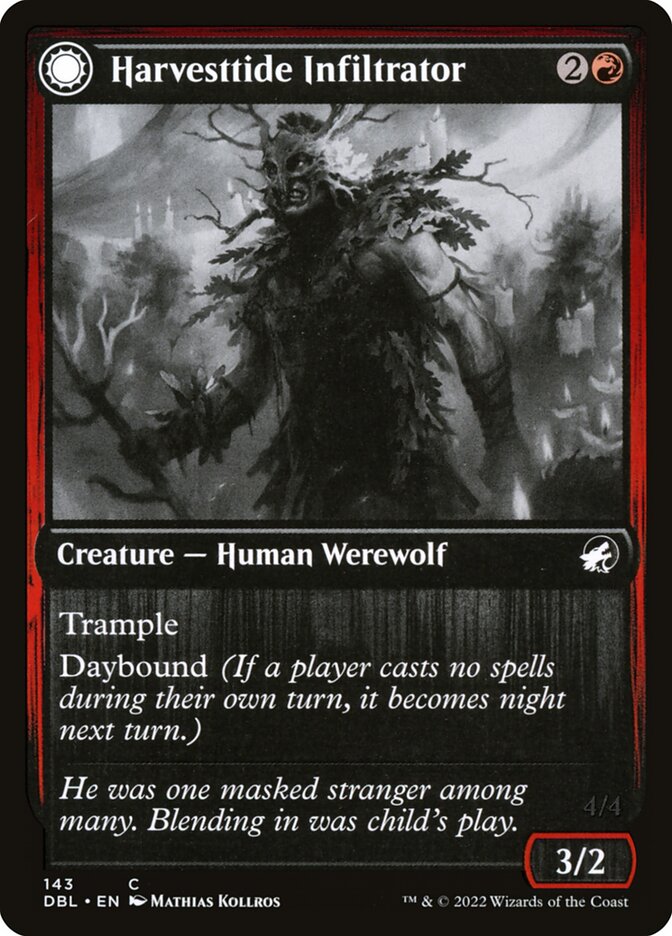 Harvesttide Infiltrator 2
Creature — Human Werewolf
Trample
Daybound (If a player casts no spells
during their own turn, it becomes night
next turn.)
He was one masked stranger among
many. Blending in was child's play.
4/4
3/2
143 C
DBL • EN Mathias Kollros ™ & © 2022 Wizards of the Coast